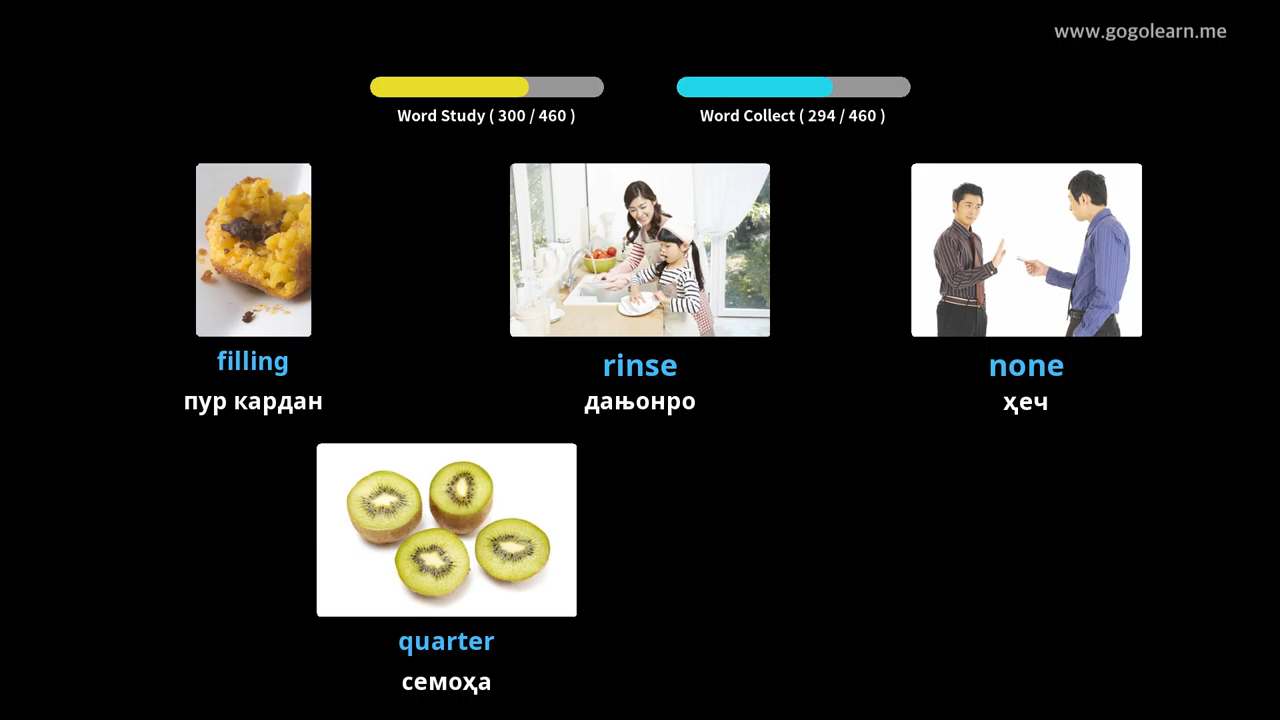 www.gogolearn.me
Word Study ( 300 / 460 )
Word Collect ( 294 / 460 )
filling
пур кардан
rinse
дањонро
none
ҳеч
quarter
семоҳа